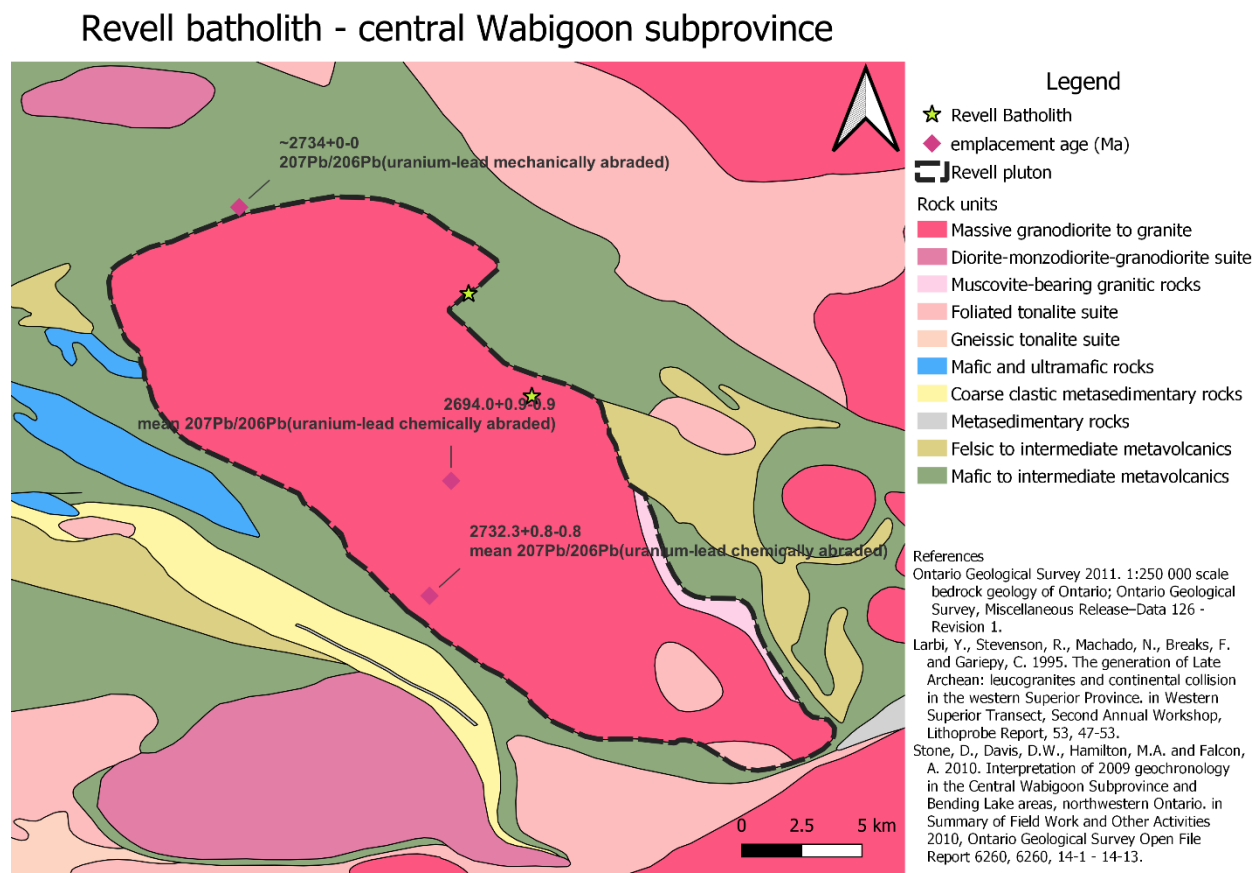 Revell batholith - central Wabigoon subprovince
~2734+0-0
207Pb/206Pb(uranium-lead mechanically abraded)
2694.0+0.9-0.9
mean 207Pb/206Pb(uranium-lead chemically abraded)
2732.3+0.8-0.8
mean 207Pb/206Pb(uranium-lead chemically abraded)
0 2.5 5 km
Legend
Revell Batholith
emplacement age (Ma)
Revell pluton
Rock units
Massive granodiorite to granite
Diorite-monzodiorite-granodiorite suite
Muscovite-bearing granitic rocks
Foliated tonalite suite
Gneissic tonalite suite
Mafic and ultramafic rocks
Coarse clastic metasedimentary rocks
Metasedimentary rocks
Felsic to intermediate metavolcanics
Mafic to intermediate metavolcanics
References
Ontario Geological Survey 2011. 1:250 000 scale
bedrock geology of Ontario; Ontario Geological
Survey, Miscellaneous Release–Data 126 -
Revision 1.
Larbi, Y., Stevenson, R., Machado, N., Breaks, F.
and Gariepy, C. 1995. The generation of Late
Archean: leucogranites and continental collision
in the western Superior Province. in Western
Superior Transect, Second Annual Workshop,
Lithoprobe Report, 53, 47-53.
Stone, D., Davis, D.W., Hamilton, M.A. and Falcon,
A. 2010. Interpretation of 2009 geochronology
in the Central Wabigoon Subprovince and
Bending Lake areas, northwestern Ontario. in
Summary of Field Work and Other Activities
2010, Ontario Geological Survey Open File
Report 6260, 6260, 14-1 - 14-13.